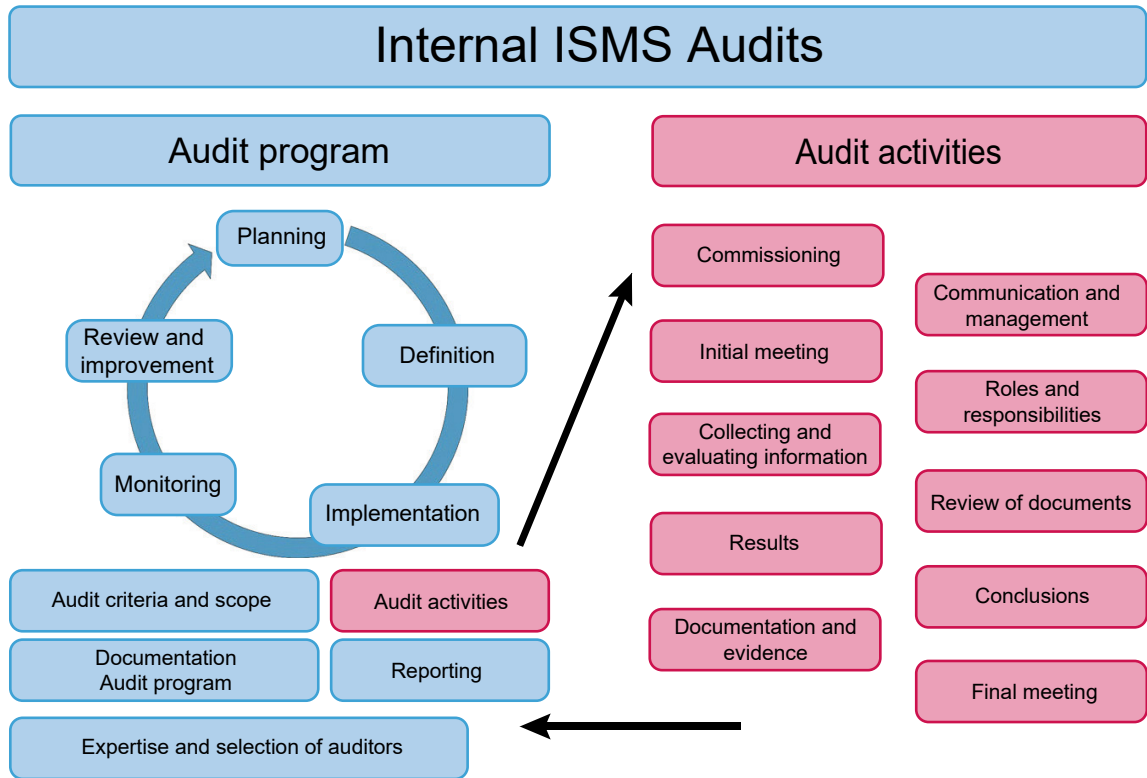 Internal ISMS Audits
Audit program
Planning
Definition
Implementation
Monitoring
Review and
improvement
Audit criteria and scope
Audit activities
Documentation
Audit program
Reporting
Expertise and selection of auditors
Audit activities
Commissioning
Communication and
management
Initial meeting
Roles and
responsibilities
Collecting and
evaluating information
Review of documents
Results
Conclusions
Documentation and
evidence
Final meeting